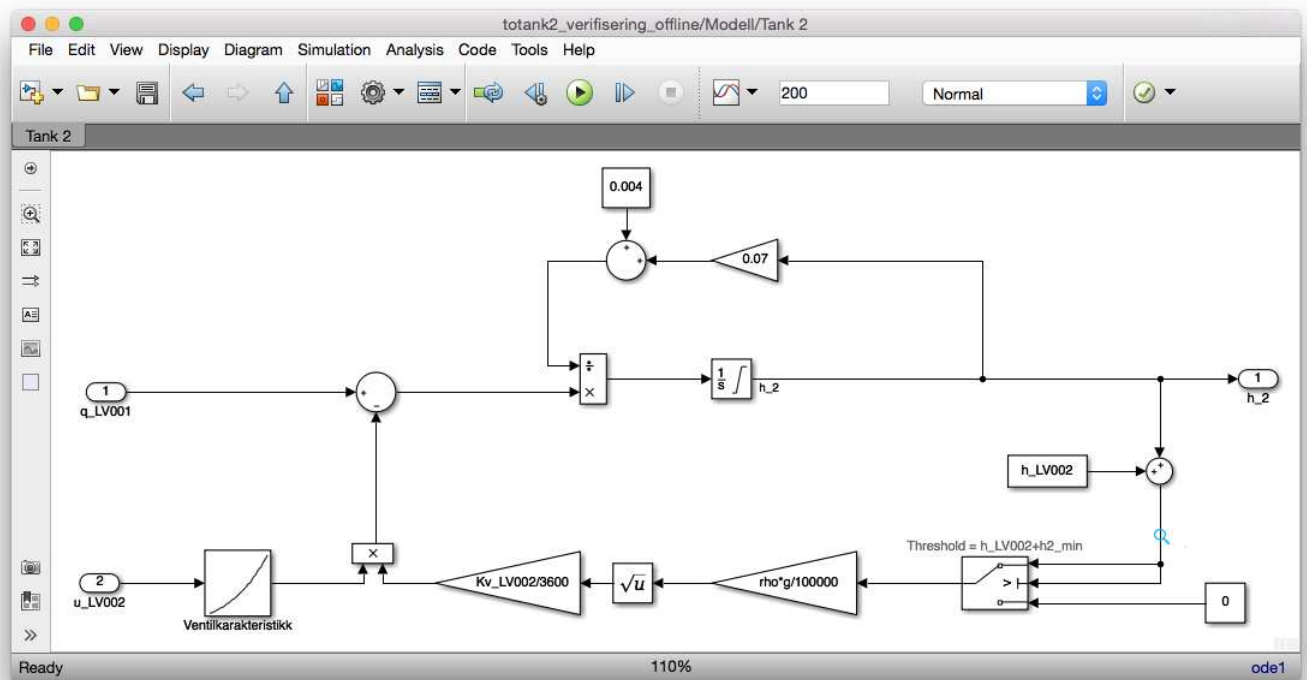 totank2_verifisering_offline/Modell/Tank 2
File Edit View Display Diagram Simulation Analysis Code Tools Help
200
Normal
Tank 2
0.004
+
+
0.07
÷
×
1
s
h_2
1
q_LV001
+
−
1
h_2
h_LV002
+
+
Threshold = h_LV002+h2_min
2
u_LV002
Ventilkarakteristikk
×
Kv_LV002/3600
√u
rho*g/100000
>
0
Ready
110%
ode1